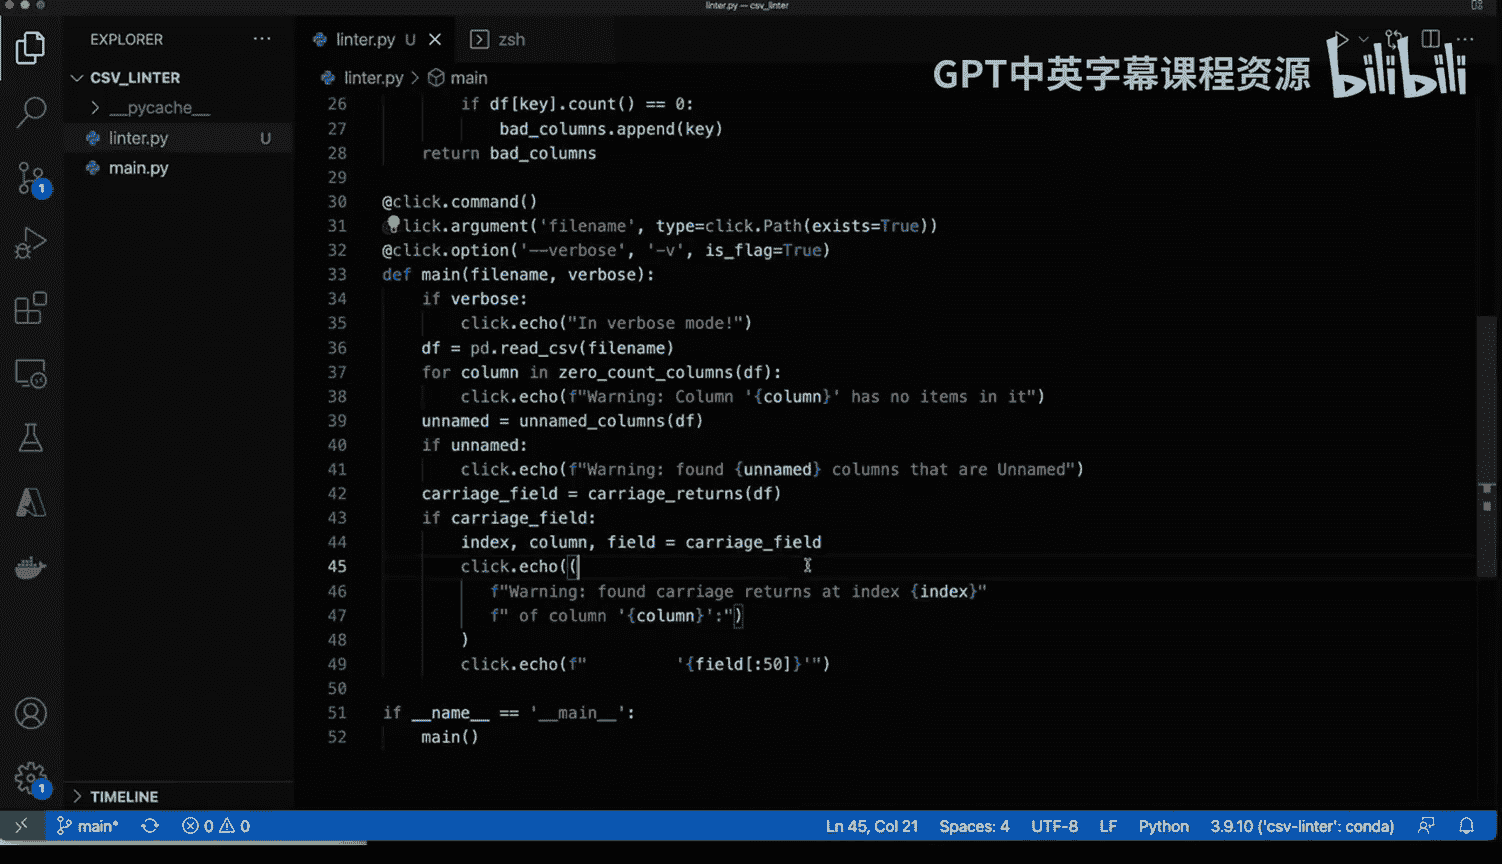 linter.py — csv_linter
EXPLORER ···
CSV_LINTER
__pycache__
linter.py U
main.py
TIMELINE
linter.py U
zsh
linter.py > main
GPT中英字幕课程资源 bilibili
26 if df[key].count() == 0:
27 bad_columns.append(key)
28 return bad_columns
29
30 @click.command()
31 lick.argument('filename', type=click.Path(exists=True))
32 @click.option('--verbose', '-v', is_flag=True)
33 def main(filename, verbose):
34 if verbose:
35 click.echo("In verbose mode!")
36 df = pd.read_csv(filename)
37 for column in zero_count_columns(df):
38 click.echo(f"Warning: Column '{column}' has no items in it")
39 unnamed = unnamed_columns(df)
40 if unnamed:
41 click.echo(f"Warning: found {unnamed} columns that are Unnamed")
42 carriage_field = carriage_returns(df)
43 if carriage_field:
44 index, column, field = carriage_field
45 click.echo((
46 f"Warning: found carriage returns at index {index}"
47 f" of column '{column}':")
48 )
49 click.echo(f"         '{field[:50]}'")
50
51 if __name__ == '__main__':
52 main()
1
1
main* 0 0 Ln 45, Col 21 Spaces: 4 UTF-8 LF Python 3.9.10 ('csv-linter': conda)